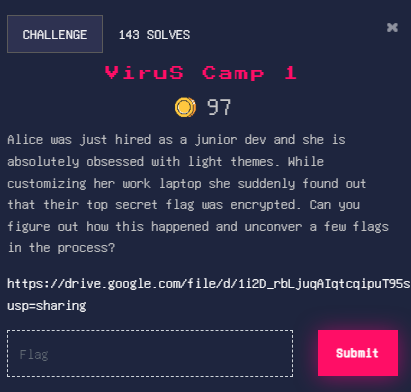 CHALLENGE 143 SOLVES
ViruS Camp 1
97
Alice was just hired as a junior dev and she is
absolutely obsessed with light themes. While
customizing her work laptop she suddenly found out
that their top secret flag was encrypted. Can you
figure out how this happened and unconver a few flags
in the process?
https://drive.google.com/file/d/1i2D_rbLjuqAIqtcqipuT95s
usp=sharing
Flag
Submit